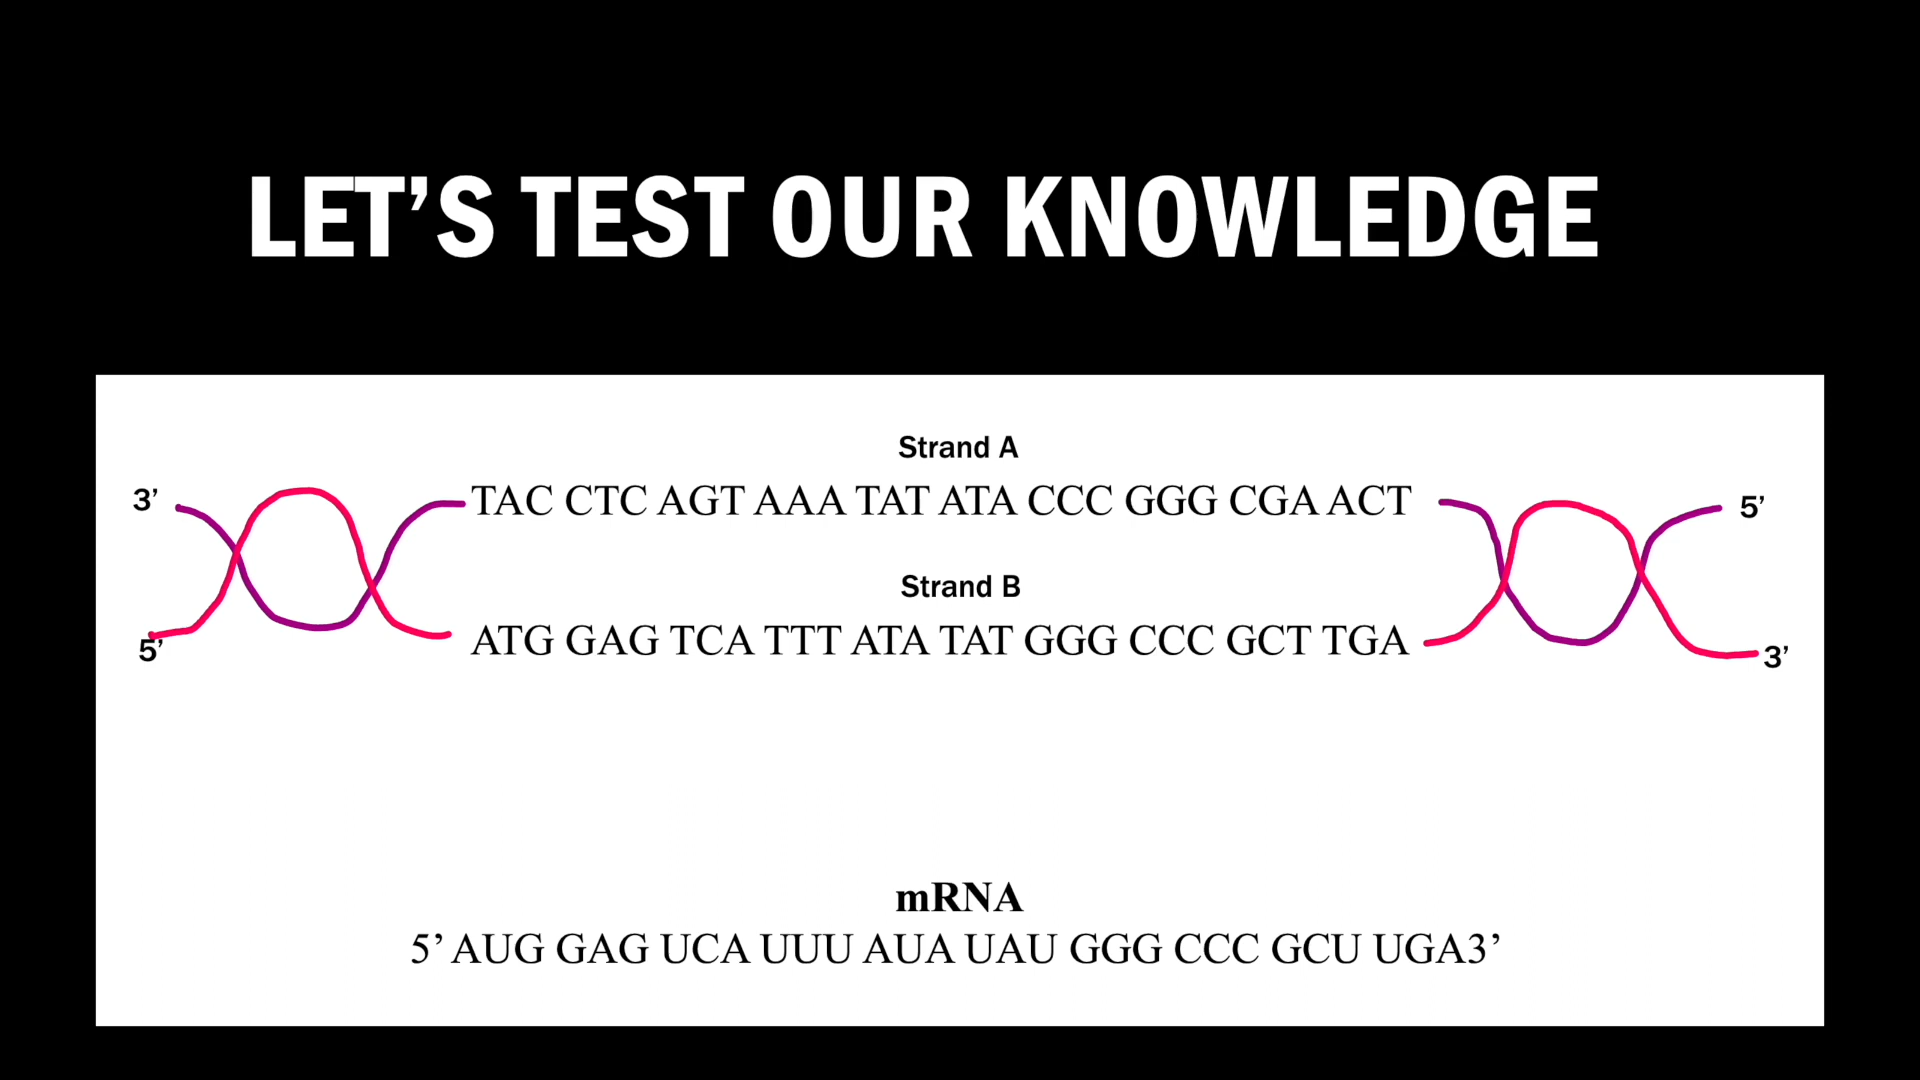 LET’S TEST OUR KNOWLEDGE
Strand A
3’ TAC CTC AGT AAA TAT ATA CCC GGG CGA ACT 5’
Strand B
5’ ATG GAG TCA TTT ATA TAT GGG CCC GCT TGA 3’
mRNA
5’ AUG GAG UCA UUU AUA UAU GGG CCC GCU UGA3’